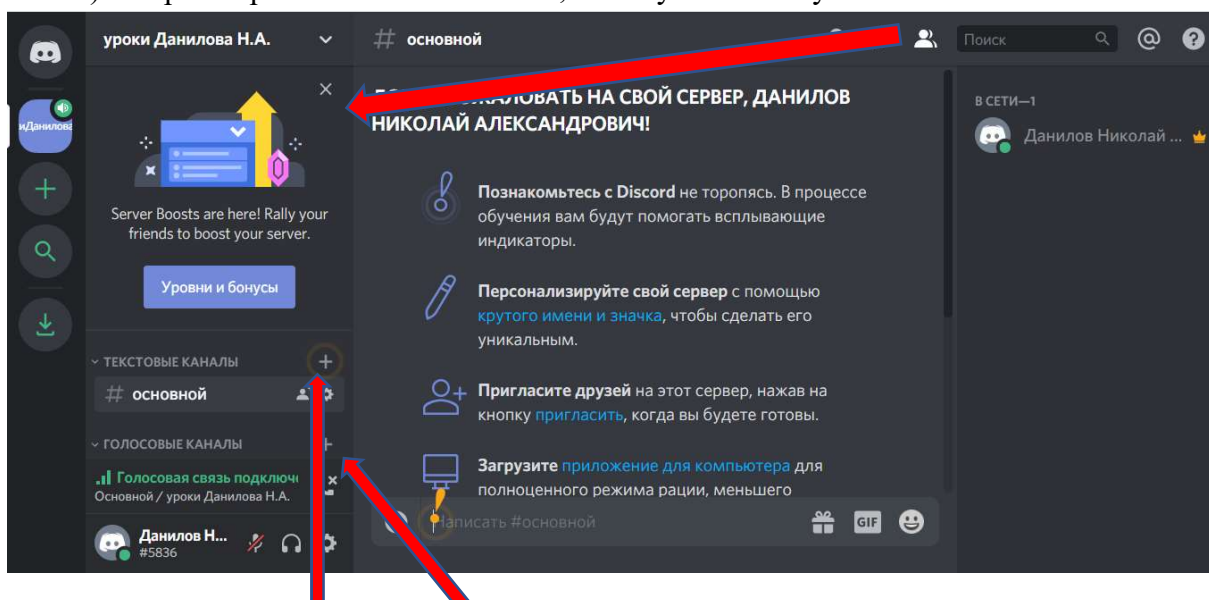 уроки Данилова Н.А.
# основной
Поиск
иДанилова
НИКОЛАЙ АЛЕКСАНДРОВИЧ!
ЖАЛОВАТЬ НА СВОЙ СЕРВЕР, ДАНИЛОВ
В СЕТИ—1
Данилов Николай ...
Server Boosts are here! Rally your
friends to boost your server.
Уровни и бонусы
Познакомьтесь с Discord не торопясь. В процессе
обучения вам будут помогать всплывающие
индикаторы.
Персонализируйте свой сервер с помощью
крутого имени и значка, чтобы сделать его
уникальным.
Пригласите друзей на этот сервер, нажав на
кнопку пригласить, когда вы будете готовы.
Загрузите приложение для компьютера для
полноценного режима рации, меньшего
ТЕКСТОВЫЕ КАНАЛЫ
# основной
ГОЛОСОВЫЕ КАНАЛЫ
Голосовая связь подключ
Основной / уроки Данилова Н.А.
Данилов Н...
#5836
Написать #основной
GIF